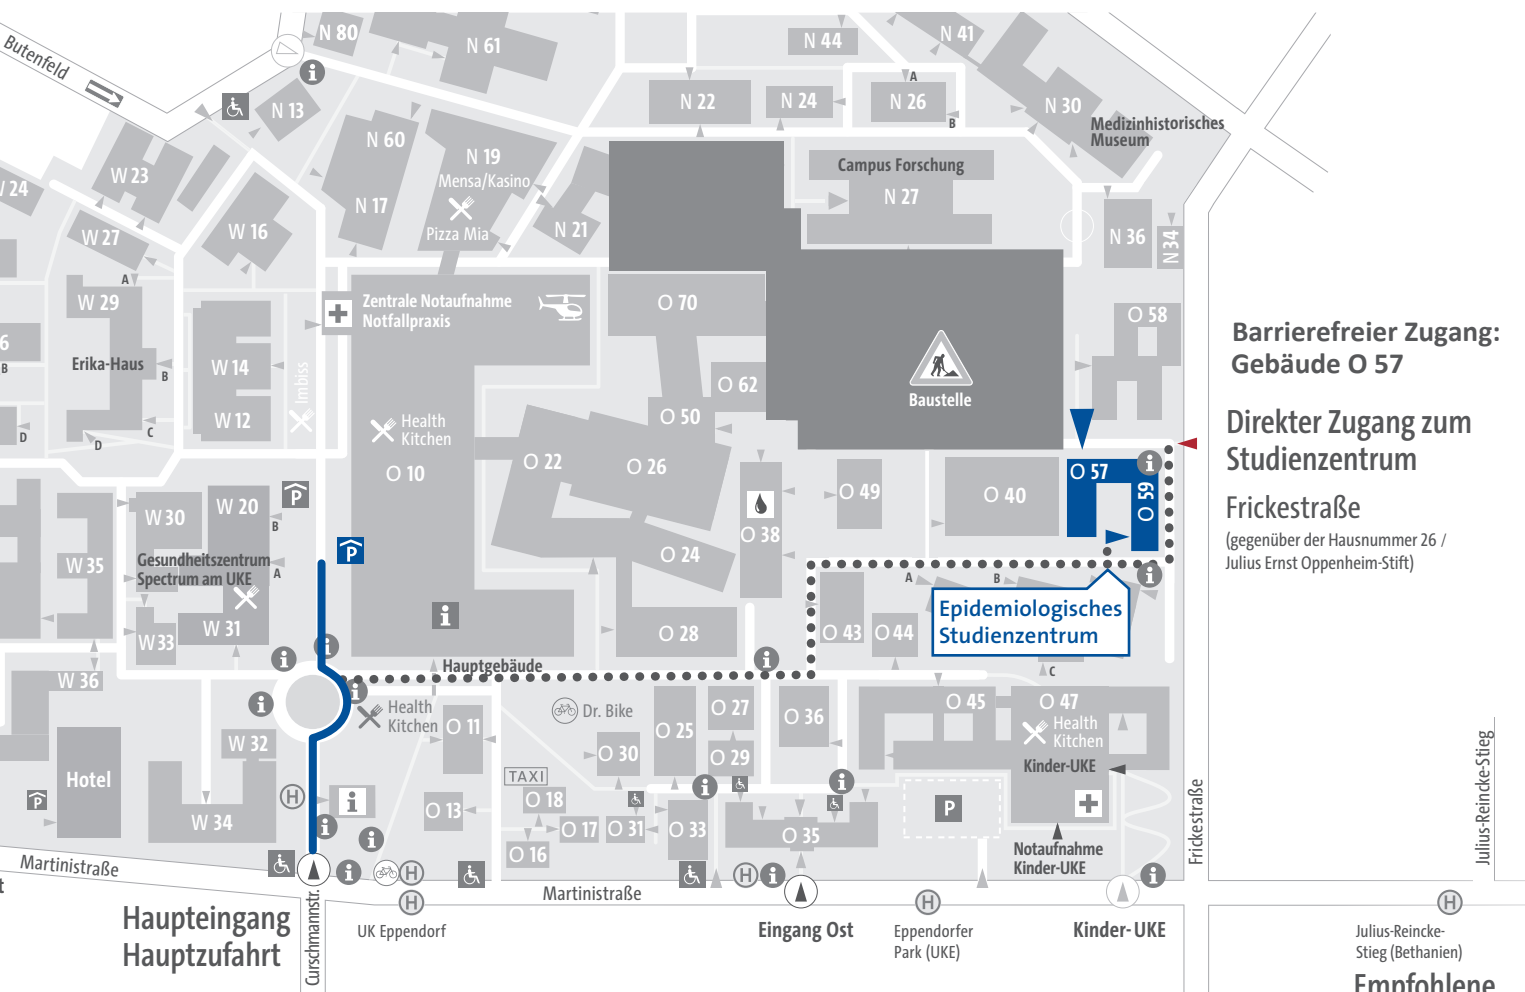 N 80
N 61
N 44
N 41
Butenfeld
i
N 13
N 22
N 24
A
N 26
B
N 30
Medizinhistorisches
Museum
N 60
N 19
Mensa/Kasino
Pizza Mia
N 17
N 21
Campus Forschung
N 27
N 36
N 34
W 23
W 16
W 27
A
W 29
Erika-Haus
B
C
D
D
B
6
W 14
W 12
Imbiss
Zentrale Notaufnahme
Notfallpraxis
O 70
O 62
O 50
Baustelle
O 58
Barrierefreier Zugang:
Gebäude O 57
Direkter Zugang zum
Studienzentrum
Frickestraße
(gegenüber der Hausnummer 26 /
Julius Ernst Oppenheim-Stift)
Health
Kitchen
O 10
O 22
O 26
O 24
O 28
O 38
O 49
O 40
O 57
O 59
i
i
W 30
W 20
P
B
A
P
Gesundheitszentrum
Spectrum am UKE
W 35
W 33
W 31
W 36
i
i
i
i
i
Hauptgebäude
i
A
B
C
Epidemiologisches
Studienzentrum
O 43
O 44
Health
Kitchen
O 11
Dr. Bike
O 25
O 27
O 29
O 36
O 45
O 47
Health
Kitchen
Kinder-UKE
W 32
Hotel
P
W 34
H
i
i
i
O 13
O 30
TAXI
O 18
O 17
O 16
O 31
O 33
O 35
i
i
P
Notaufnahme
Kinder-UKE
Frickestraße
Julius-Reincke-Stieg
Martinistraße
i
H
H
Martinistraße
H
i
i
H
H
Haupteingang
Hauptzufahrt
Curschmannstr.
UK Eppendorf
Eingang Ost
Eppendorfer
Park (UKE)
Kinder-UKE
Julius-Reincke-
Stieg (Bethanien)
Empfohlene